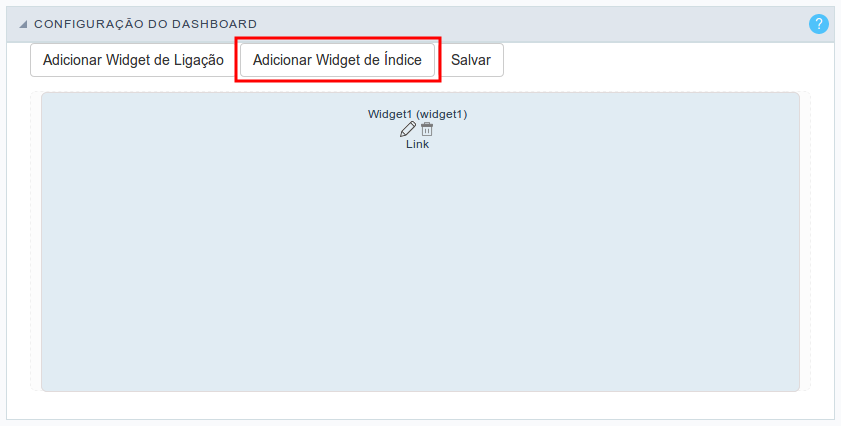 CONFIGURAÇÃO DO DASHBOARD
?
Adicionar Widget de Ligação Adicionar Widget de Índice Salvar
Widget1 (widget1)
Link